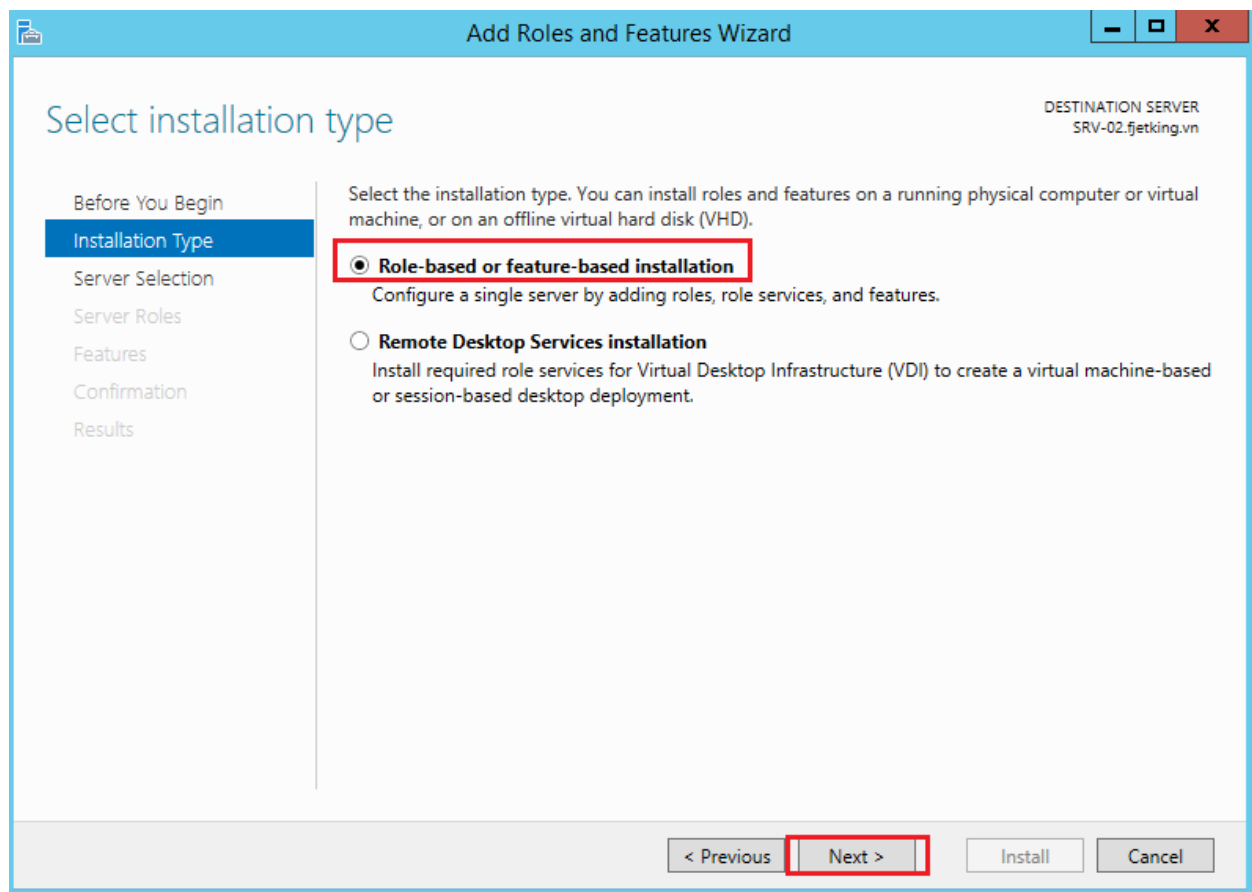 Add Roles and Features Wizard
Select installation type
DESTINATION SERVER
SRV-02.fjetking.vn
Before You Begin
Installation Type
Server Selection
Server Roles
Features
Confirmation
Results
Select the installation type. You can install roles and features on a running physical computer or virtual
machine, or on an offline virtual hard disk (VHD).
Role-based or feature-based installation
Configure a single server by adding roles, role services, and features.
Remote Desktop Services installation
Install required role services for Virtual Desktop Infrastructure (VDI) to create a virtual machine-based
or session-based desktop deployment.
< Previous
Next >
Install
Cancel